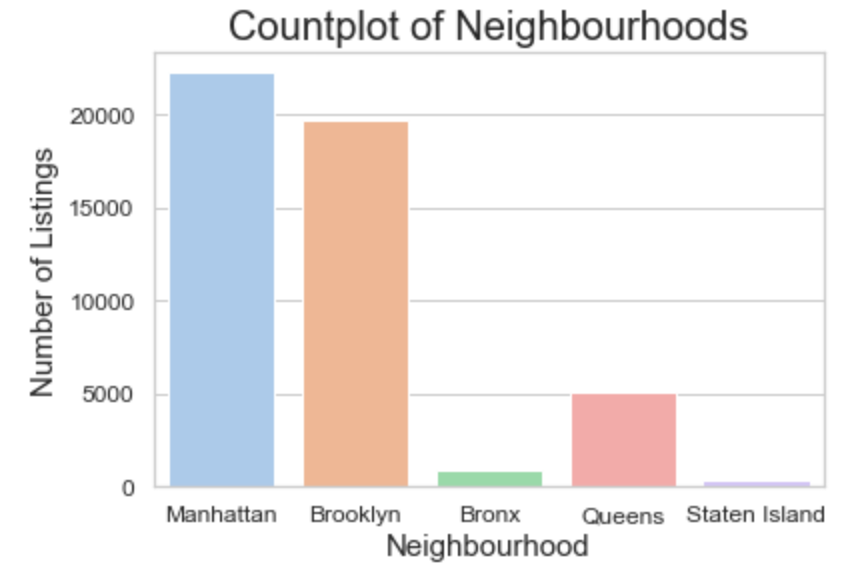 Countplot of Neighbourhoods
Number of Listings
20000
15000
10000
5000
0
Manhattan Brooklyn Bronx Queens Staten Island
Neighbourhood